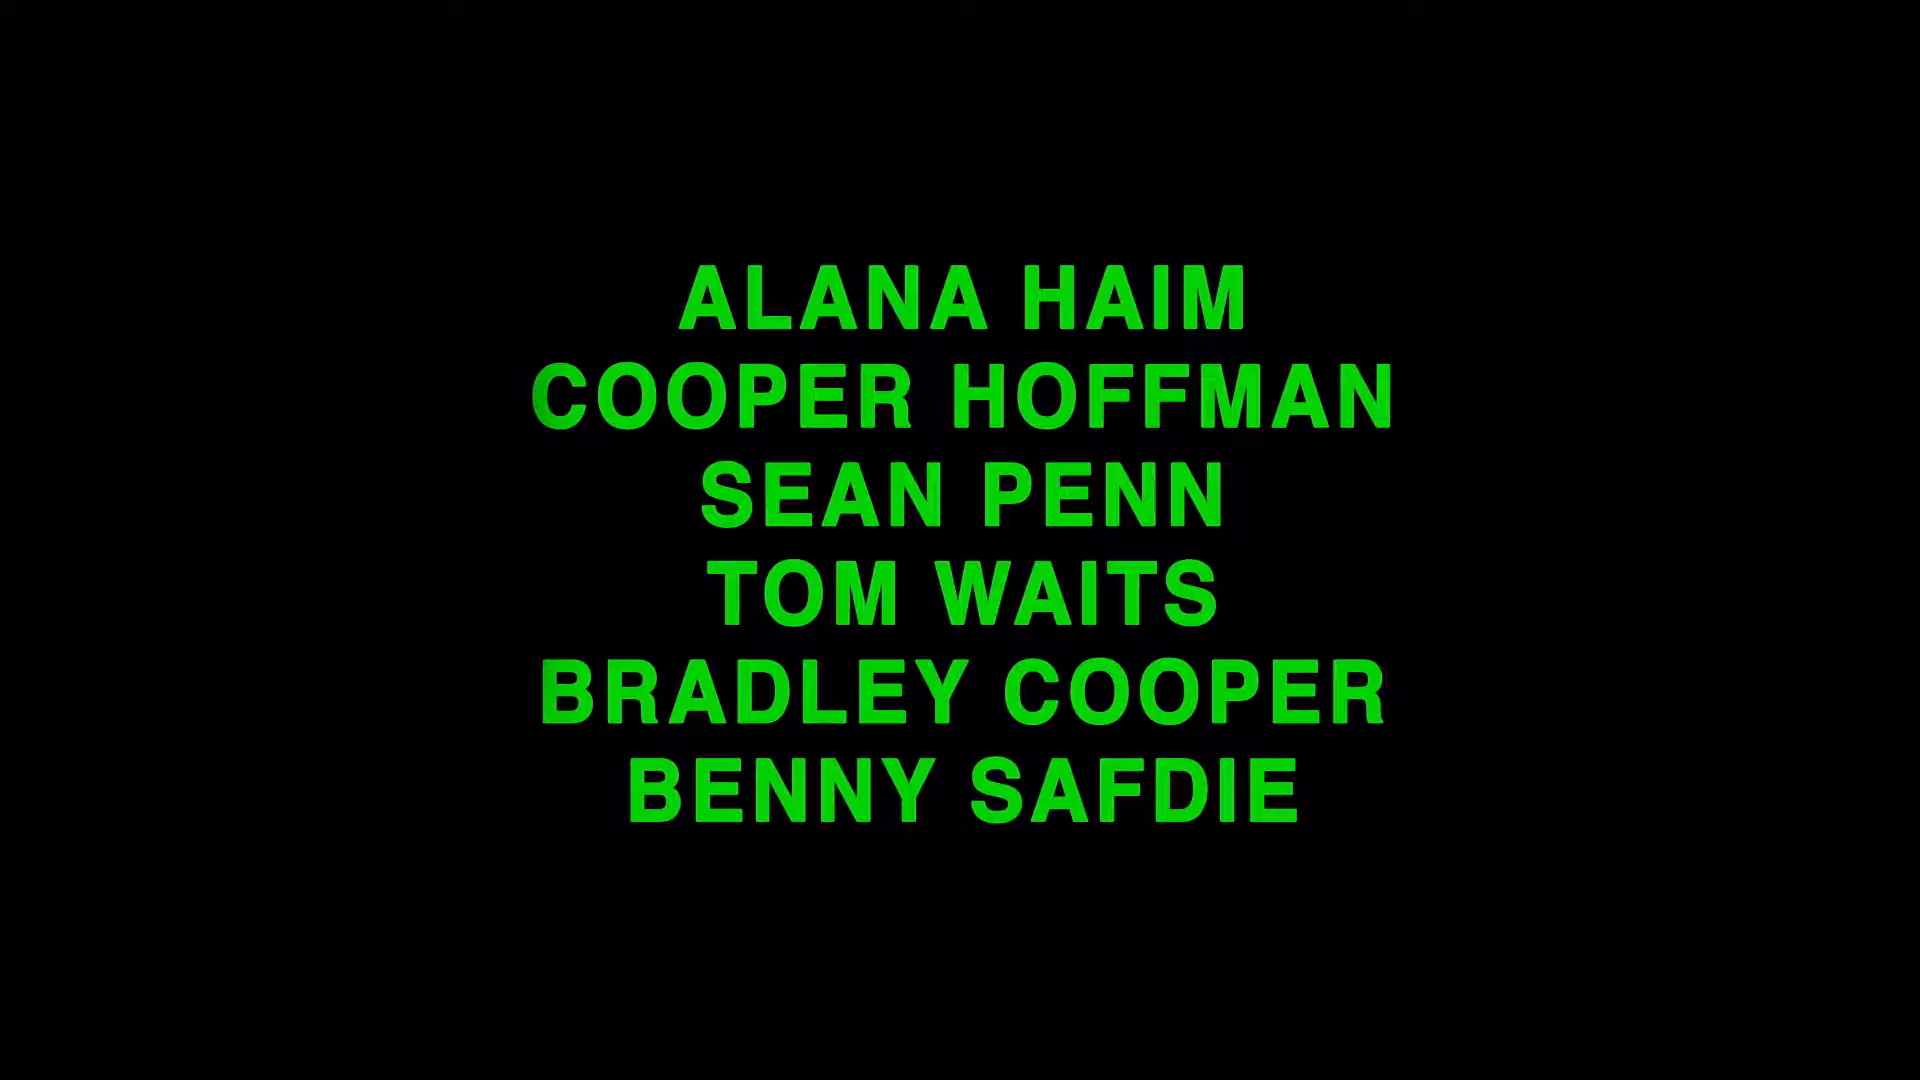 ALANA HAIM
COOPER HOFFMAN
SEAN PENN
TOM WAITS
BRADLEY COOPER
BENNY SAFDIE